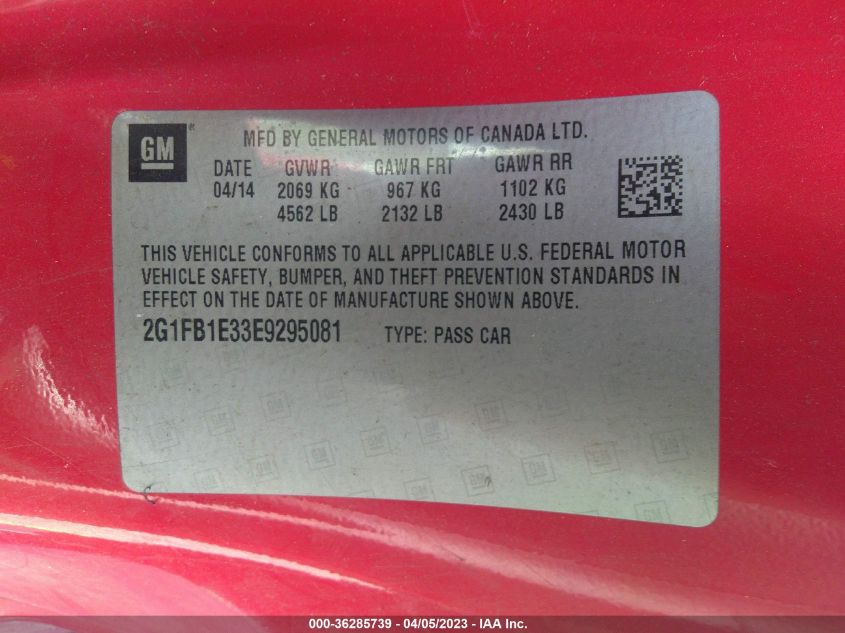 GM ®
MFD BY GENERAL MOTORS OF CANADA LTD.
DATE GVWR GAWR FRT GAWR RR
04/14 2069 KG 967 KG 1102 KG
4562 LB 2132 LB 2430 LB
THIS VEHICLE CONFORMS TO ALL APPLICABLE U.S. FEDERAL MOTOR
VEHICLE SAFETY, BUMPER, AND THEFT PREVENTION STANDARDS IN
EFFECT ON THE DATE OF MANUFACTURE SHOWN ABOVE.
2G1FB1E33E9295081 TYPE: PASS CAR
000-36285739 - 04/05/2023 - IAA Inc.